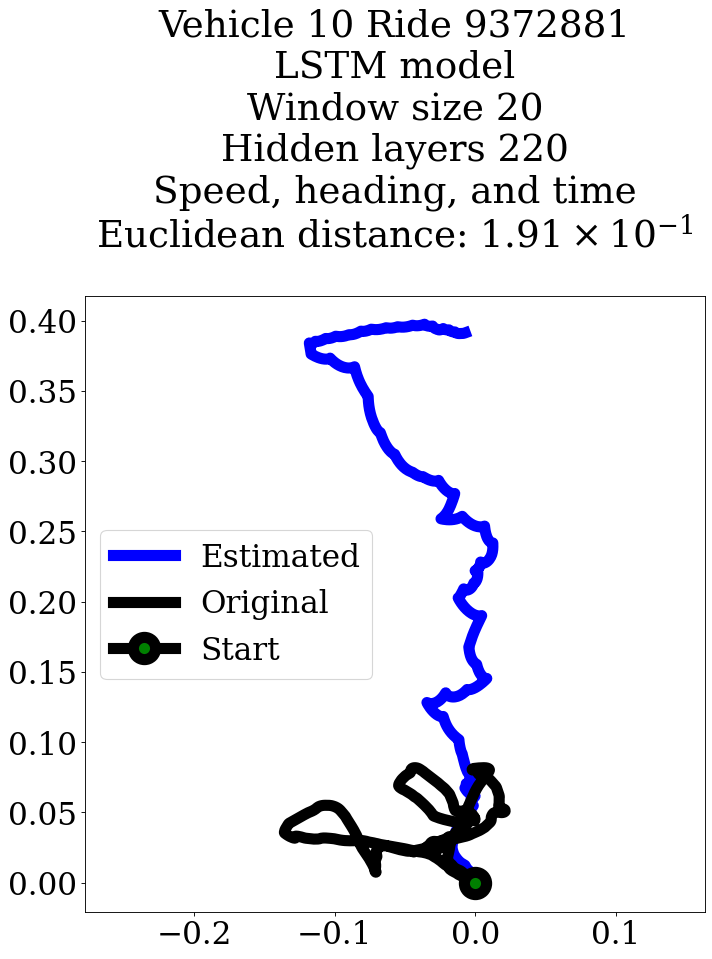 Vehicle 10 Ride 9372881
LSTM model
Window size 20
Hidden layers 220
Speed, heading, and time
Euclidean distance: 1.91 × 10⁻¹
0.40
0.35
0.30
0.25
0.20
0.15
0.10
0.05
0.00
Estimated
Original
Start
−0.2
−0.1
0.0
0.1